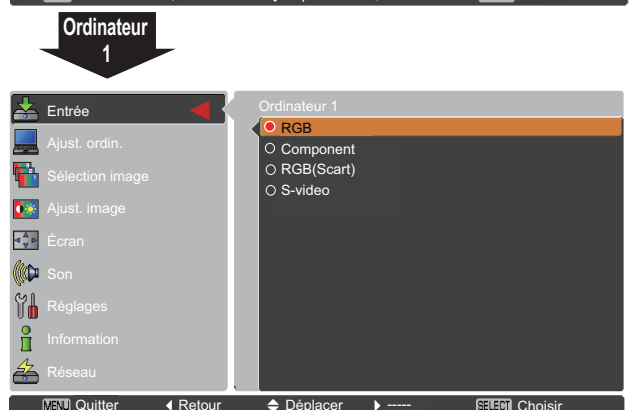 Ordinateur
1
Entrée
Ajust. ordin.
Sélection image
Ajust. image
Écran
Son
Réglages
Information
Réseau
Ordinateur 1
RGB
Component
RGB(Scart)
S-video
MENU Quitter Retour Déplacer ----- SELECT Choisir